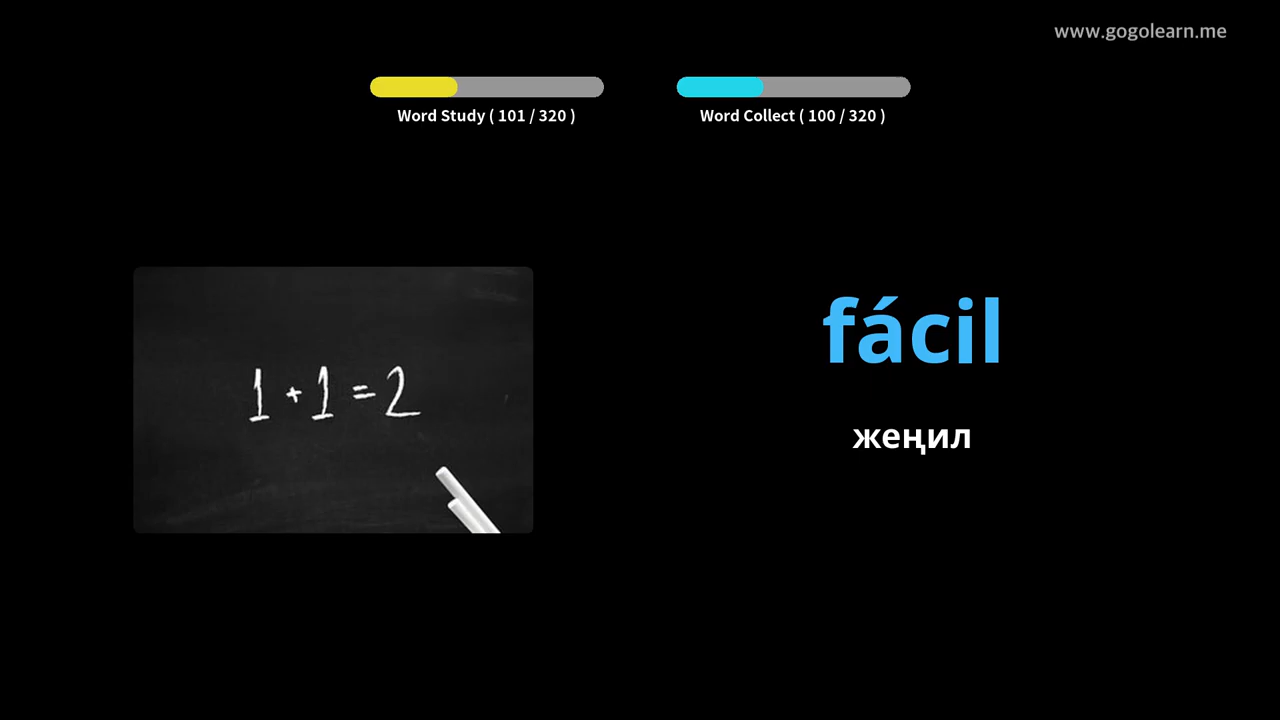 www.gogolearn.me
Word Study ( 101 / 320 )
Word Collect ( 100 / 320 )
1 + 1 = 2
fácil
жеңил